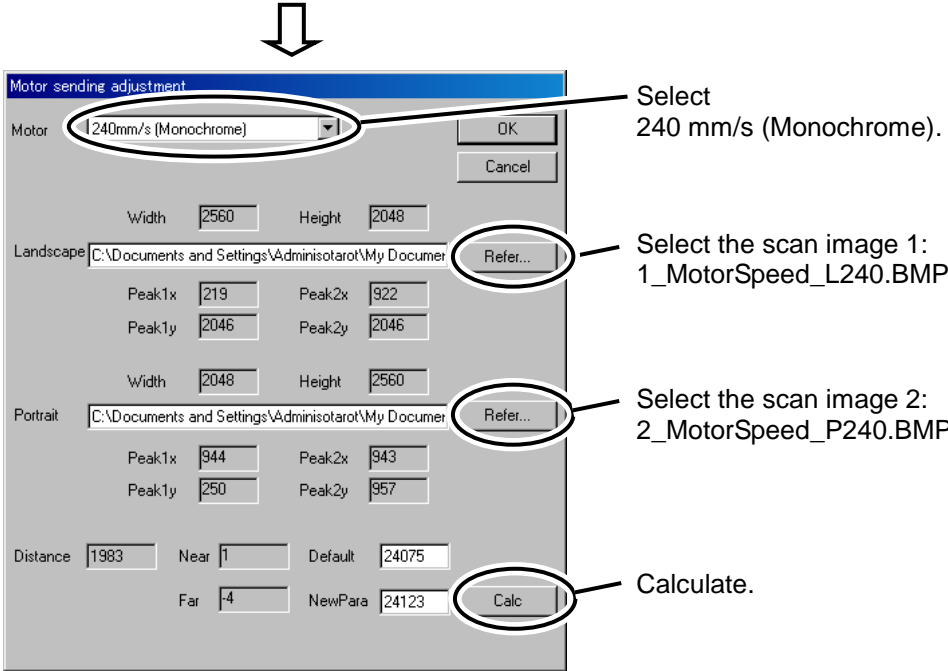 Motor sending adjustment
Select
240 mm/s (Monochrome).
Motor 240mm/s (Monochrome) OK
Cancel
Width 2560 Height 2048
Landscape C:\Documents and Settings\Adminisotarot\My Documer Refer...
Select the scan image 1:
1_MotorSpeed_L240.BMP
Peak1x 219 Peak2x 922
Peak1y 2046 Peak2y 2046
Width 2048 Height 2560
Portrait C:\Documents and Settings\Adminisotarot\My Documer Refer...
Select the scan image 2:
2_MotorSpeed_P240.BMP
Peak1x 944 Peak2x 943
Peak1y 250 Peak2y 957
Distance 1983 Near 1 Default 24075
Far -4 NewPara 24123 Calc
Calculate.